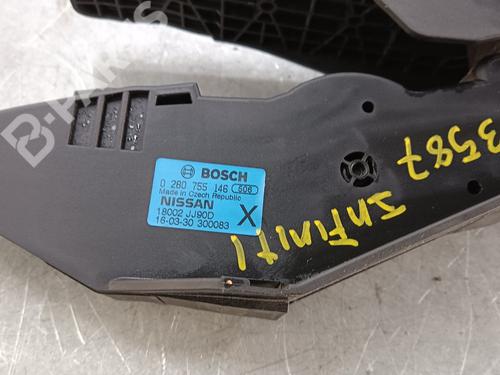 BOSCH
0 280 755 146 506
Made in Czech Republic
NISSAN
18002 JJ90D X
16-03-30 300083
3587
INFINITI
B-PARTS